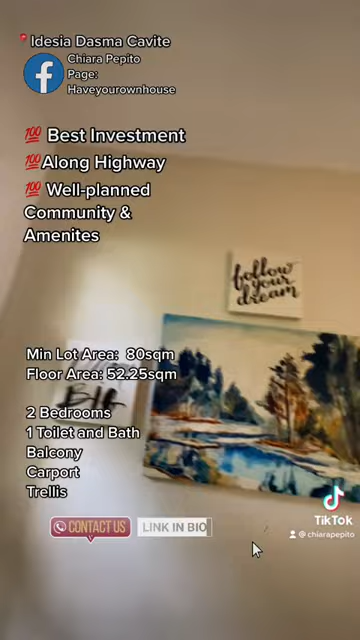 Idesia Dasma Cavite
Chiara Pepito
Page:
Haveyourownhouse
Best Investment
Along Highway
Well-planned
Community &
Amenites
follow
your
dream
Min Lot Area: 80sqm
Floor Area: 52.25sqm
Big
2 Bedrooms
1 Toilet and Bath
Balcony
Carport
Trellis
CONTACT US
LINK IN BIO
TikTok
@chiarapepito